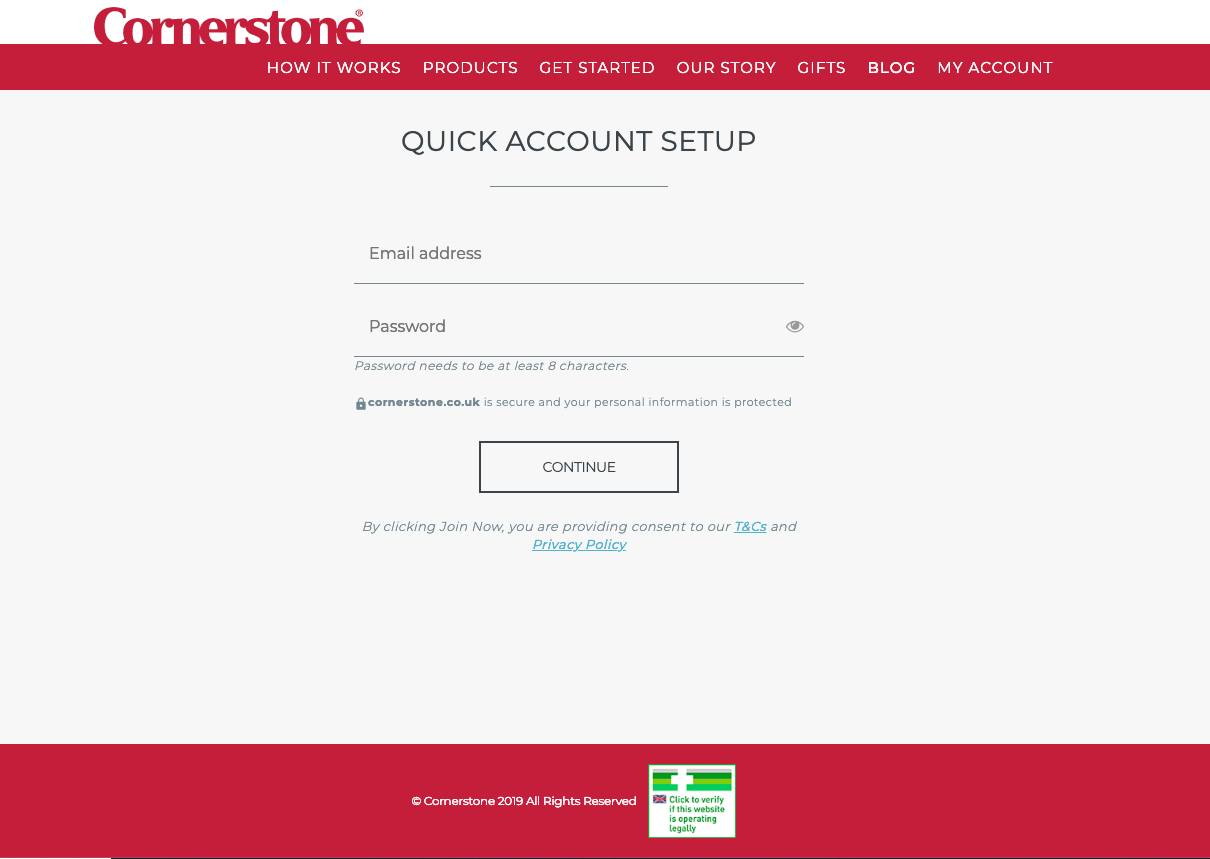 Cornerstone®
HOW IT WORKS PRODUCTS GET STARTED OUR STORY GIFTS BLOG MY ACCOUNT
QUICK ACCOUNT SETUP
Email address
Password
Password needs to be at least 8 characters.
cornerstone.co.uk is secure and your personal information is protected
CONTINUE
By clicking Join Now, you are providing consent to our T&Cs and
Privacy Policy
© Cornerstone 2019 All Rights Reserved
Click to verify
if this website
is operating
legally